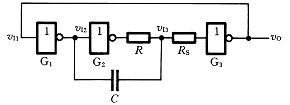 v_I1 1 v_I2 1 v_I3 1 v_O
G_1 G_2 R R_S G_3
C